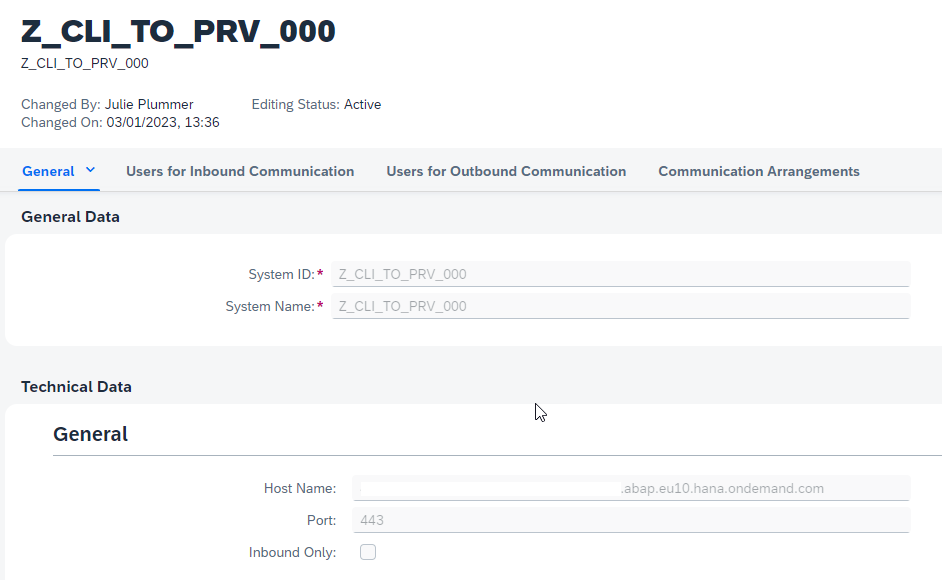 Z_CLI_TO_PRV_000
Z_CLI_TO_PRV_000
Changed By: Julie Plummer Editing Status: Active
Changed On: 03/01/2023, 13:36
General Users for Inbound Communication Users for Outbound Communication Communication Arrangements
General Data
System ID:* Z_CLI_TO_PRV_000
System Name:* Z_CLI_TO_PRV_000
Technical Data
General
Host Name: .abap.eu10.hana.ondemand.com
Port: 443
Inbound Only: